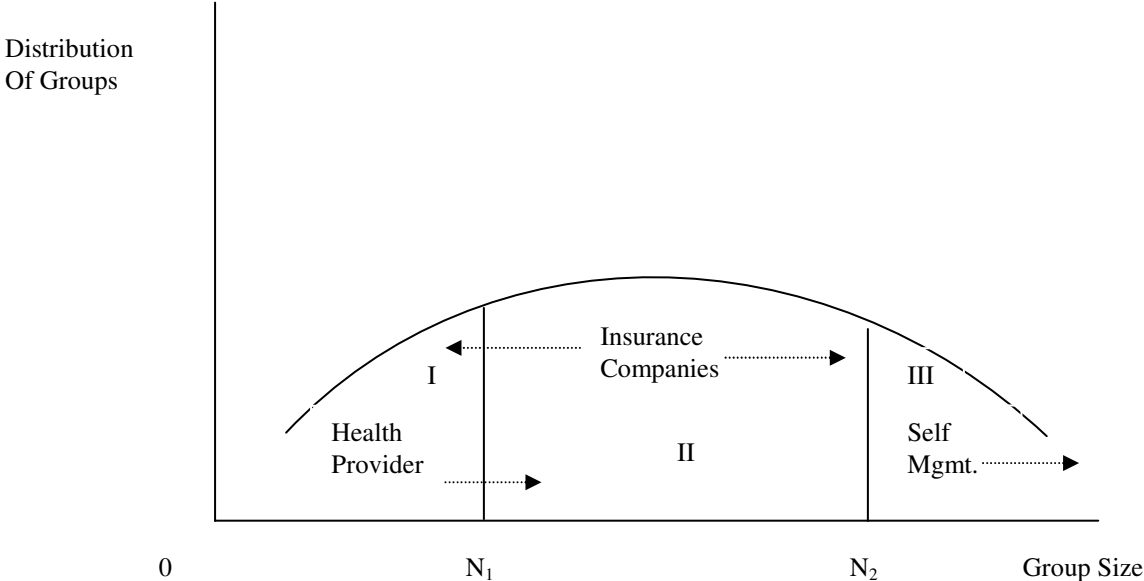 Distribution
Of Groups
Insurance
Companies
I
III
Health
Provider
II
Self
Mgmt.
0
N₁
N₂
Group Size